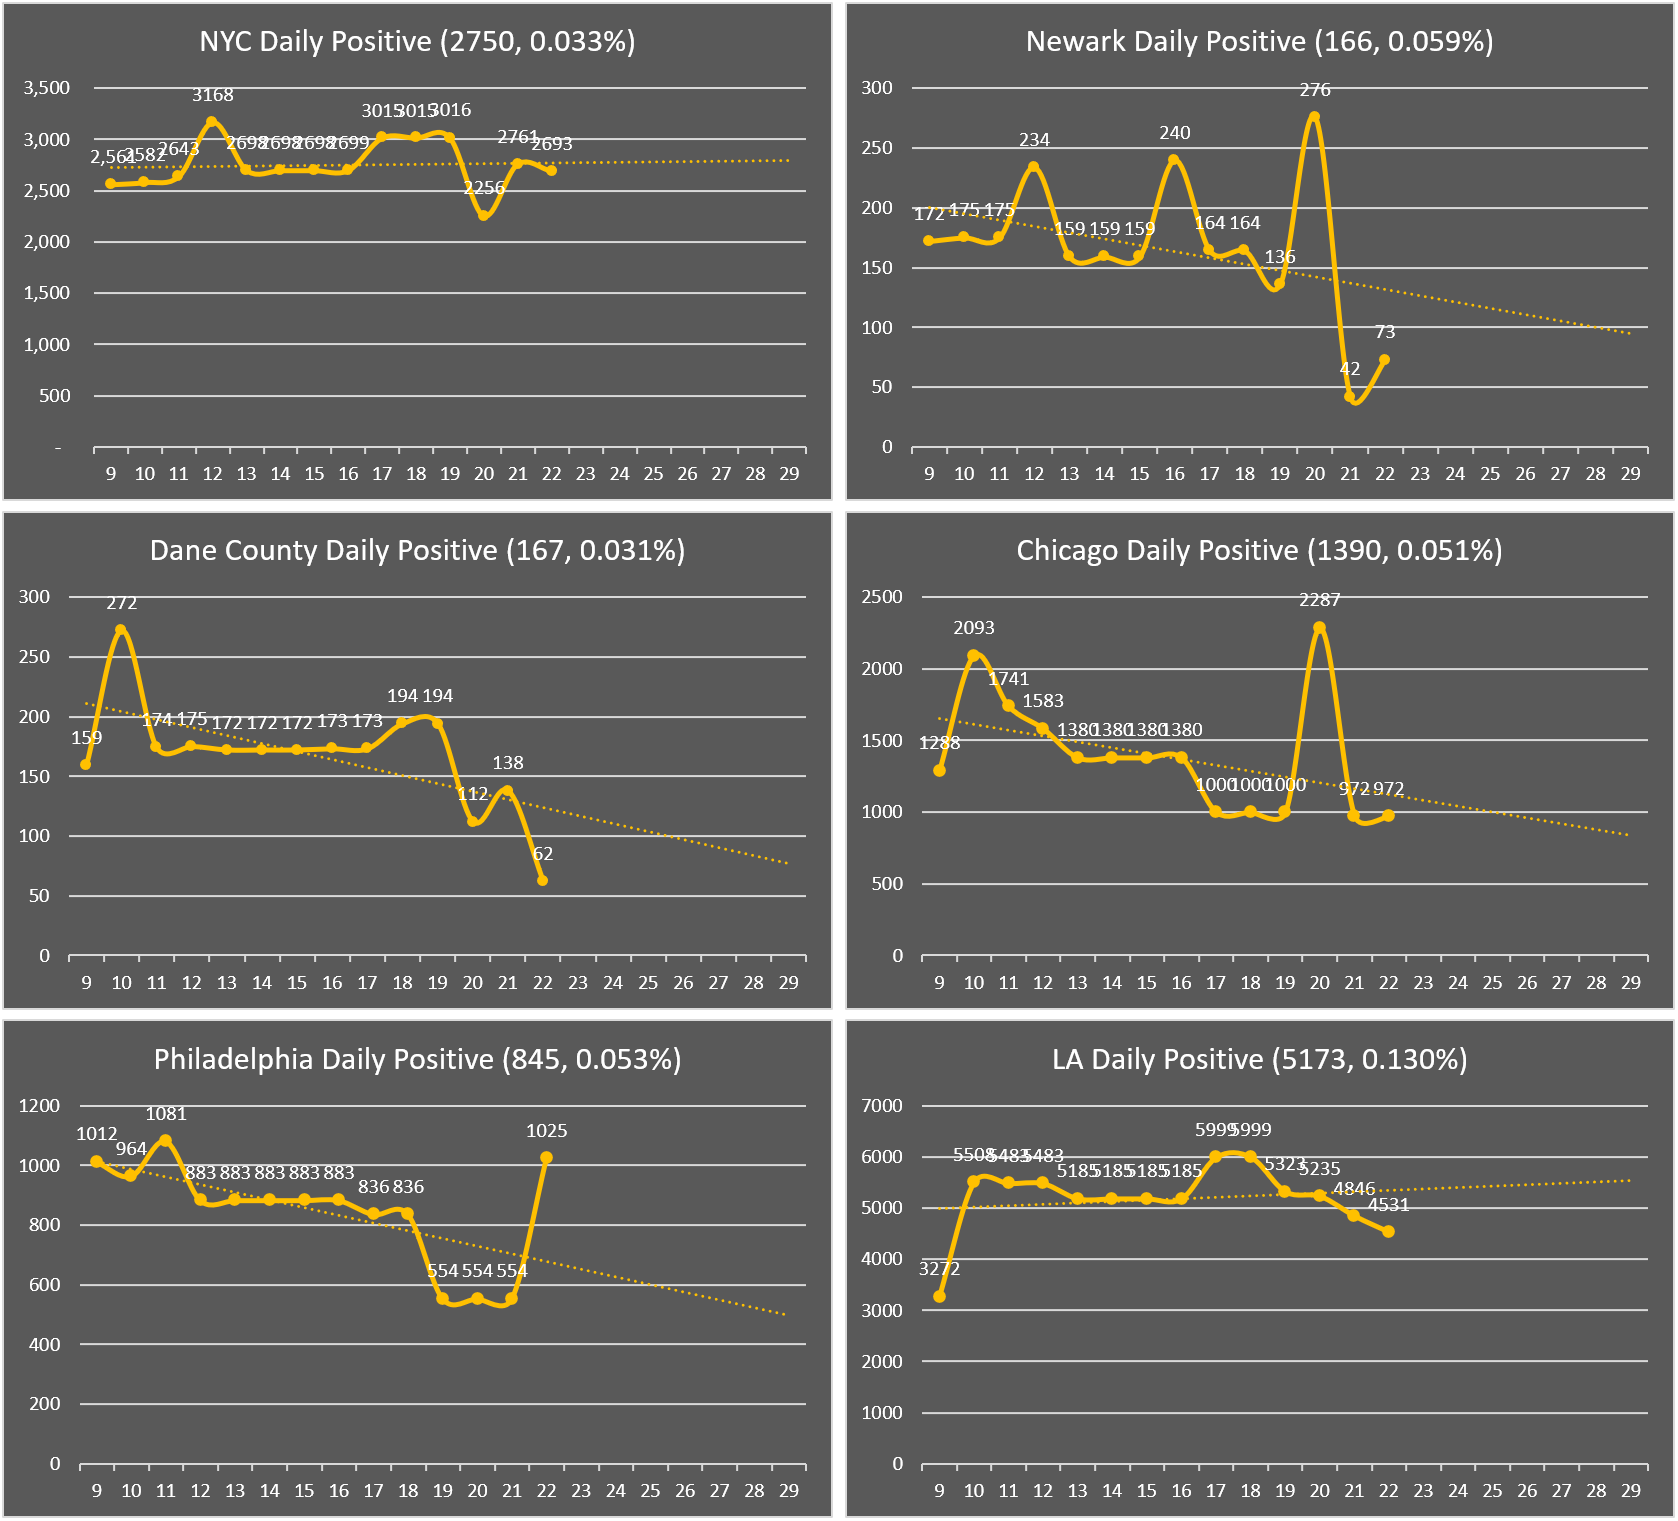 NYC Daily Positive (2750, 0.033%)
3,500
3,000
2,500
2,000
1,500
1,000
500
-
2,561 2582 2643 3168 2698 2698 2698 2699 3015 3015 3016 2256 2761 2693
9 10 11 12 13 14 15 16 17 18 19 20 21 22 23 24 25 26 27 28 29
Newark Daily Positive (166, 0.059%)
300
250
200
150
100
50
0
172 175 175 234 159 159 159 240 164 164 136 276 42 73
9 10 11 12 13 14 15 16 17 18 19 20 21 22 23 24 25 26 27 28 29
Dane County Daily Positive (167, 0.031%)
300
250
200
150
100
50
0
159 272 174 175 172 172 172 173 173 194 194 112 138 62
9 10 11 12 13 14 15 16 17 18 19 20 21 22 23 24 25 26 27 28 29
Chicago Daily Positive (1390, 0.051%)
2500
2000
1500
1000
500
0
1288 2093 1741 1583 1380 1380 1380 1380 1000 1000 1000 2287 972 972
9 10 11 12 13 14 15 16 17 18 19 20 21 22 23 24 25 26 27 28 29
Philadelphia Daily Positive (845, 0.053%)
1200
1000
800
600
400
200
0
1012 964 1081 883 883 883 883 883 836 836 554 554 554 1025
9 10 11 12 13 14 15 16 17 18 19 20 21 22 23 24 25 26 27 28 29
LA Daily Positive (5173, 0.130%)
7000
6000
5000
4000
3000
2000
1000
0
3272 5508 5483 5483 5185 5185 5185 5185 5999 5999 5323 5235 4846 4531
9 10 11 12 13 14 15 16 17 18 19 20 21 22 23 24 25 26 27 28 29